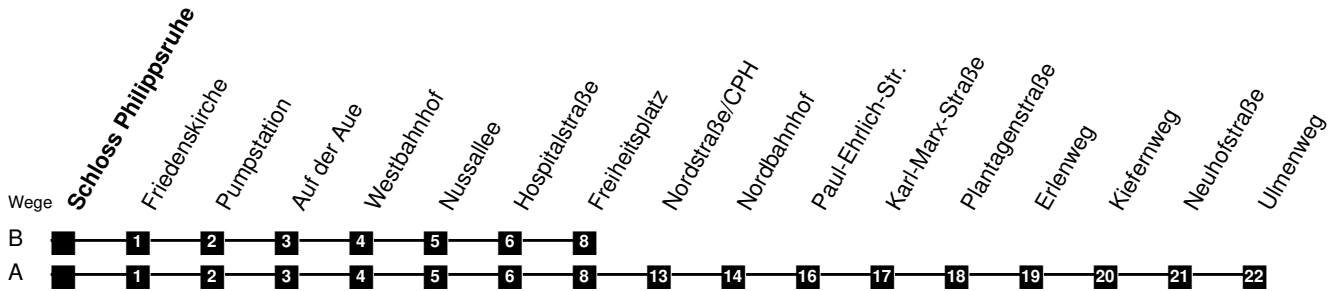 Schloss Philippsruhe
Friedenskirche
Pumpstation
Auf der Aue
Westbahnhof
Nussallee
Hospitalstraße
Freiheitsplatz
Nordstraße/CPH
Nordbahnhof
Paul-Ehrlich-Str.
Karl-Marx-Straße
Plantagenstraße
Erlenweg
Kiefernweg
Neuhofstraße
Ulmenweg
Wege
B 1 2 3 4 5 6 8
A 1 2 3 4 5 6 8 13 14 16 17 18 19 20 21 22